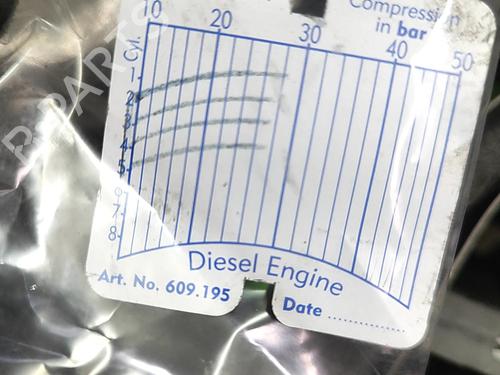 Compression
in bar
10 20 30 40 50
Cyl.
1
2
3
4
5
6
7
8
Diesel Engine
Art. No. 609.195
Date ................